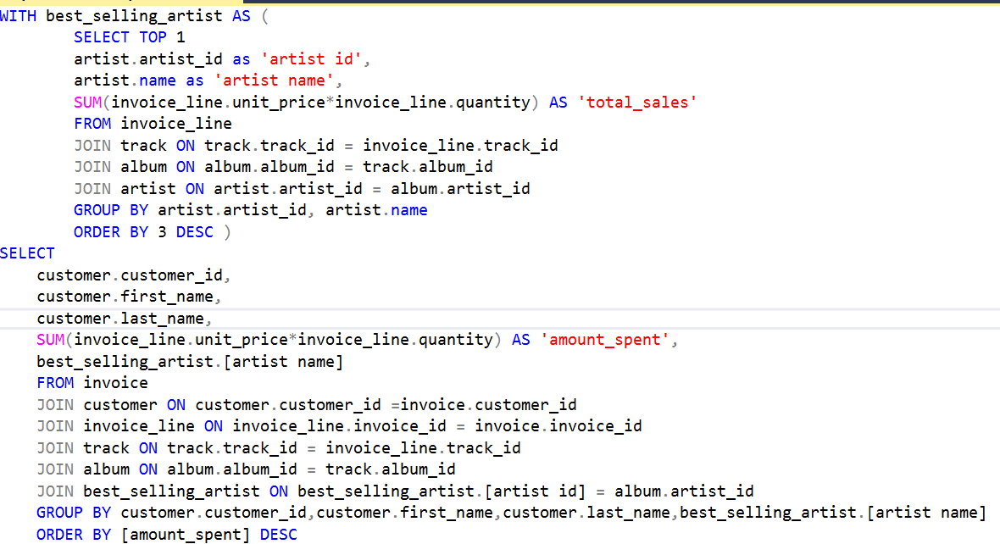 WITH best_selling_artist AS (
SELECT TOP 1
artist.artist_id as 'artist id',
artist.name as 'artist name',
SUM(invoice_line.unit_price*invoice_line.quantity) AS 'total_sales'
FROM invoice_line
JOIN track ON track.track_id = invoice_line.track_id
JOIN album ON album.album_id = track.album_id
JOIN artist ON artist.artist_id = album.artist_id
GROUP BY artist.artist_id, artist.name
ORDER BY 3 DESC )
SELECT
customer.customer_id,
customer.first_name,
customer.last_name,
SUM(invoice_line.unit_price*invoice_line.quantity) AS 'amount_spent',
best_selling_artist.[artist name]
FROM invoice
JOIN customer ON customer.customer_id =invoice.customer_id
JOIN invoice_line ON invoice_line.invoice_id = invoice.invoice_id
JOIN track ON track.track_id = invoice_line.track_id
JOIN album ON album.album_id = track.album_id
JOIN best_selling_artist ON best_selling_artist.[artist id] = album.artist_id
GROUP BY customer.customer_id,customer.first_name,customer.last_name,best_selling_artist.[artist name]
ORDER BY [amount_spent] DESC